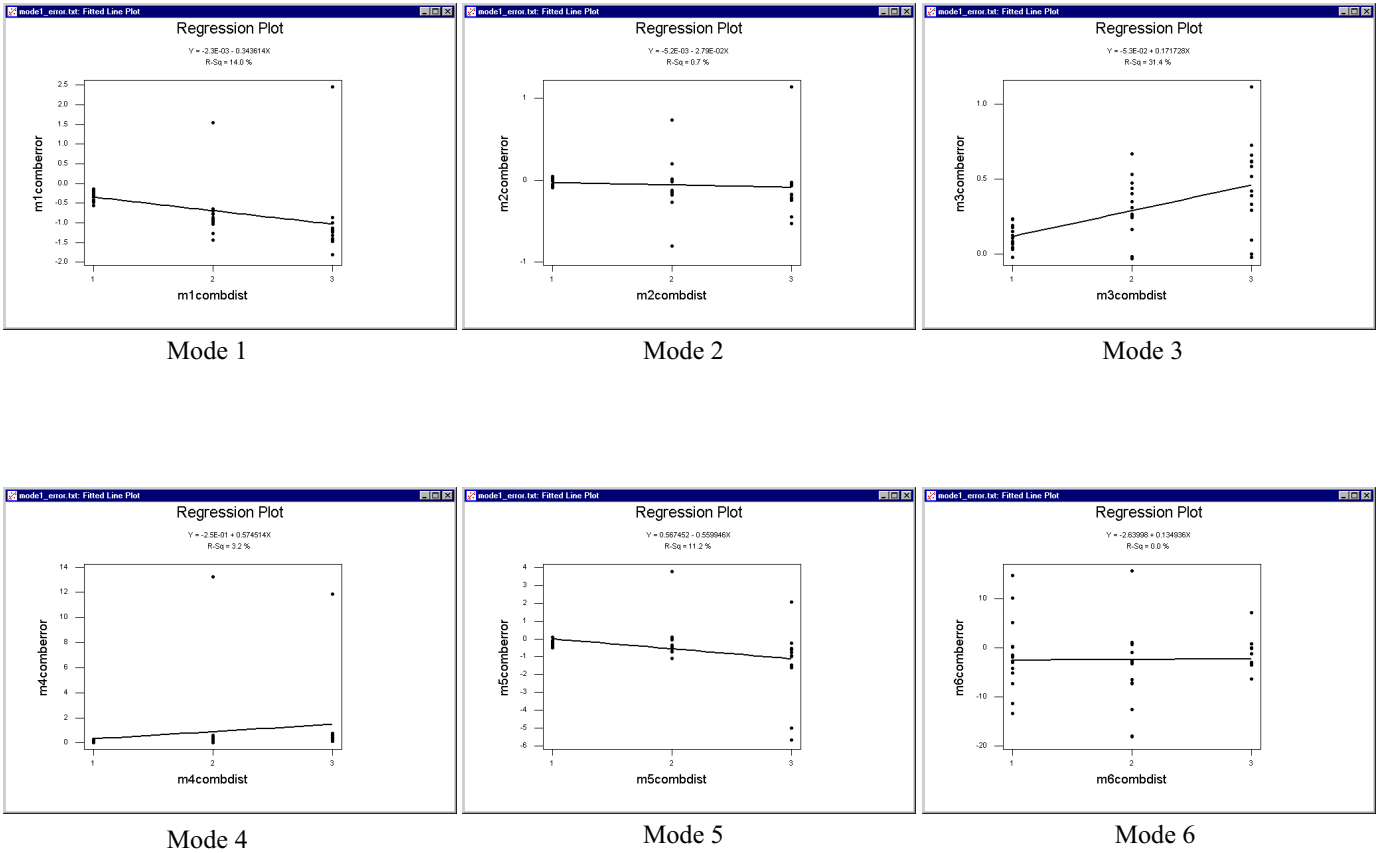 mode1_error.txt: Fitted Line Plot
Regression Plot
Y = -2.3E-03 - 0.343614X
R-Sq = 14.0 %
2.5
2.0
1.5
1.0
0.5
0.0
-0.5
-1.0
-1.5
-2.0
m1comberror
1 2 3
m1combdist
Mode 1
mode1_error.txt: Fitted Line Plot
Regression Plot
Y = -5.2E-03 - 2.79E-02X
R-Sq = 0.7 %
1
0
-1
m2comberror
1 2 3
m2combdist
Mode 2
mode1_error.txt: Fitted Line Plot
Regression Plot
Y = -5.3E-02 + 0.171728X
R-Sq = 31.4 %
1.0
0.5
0.0
m3comberror
1 2 3
m3combdist
Mode 3
mode1_error.txt: Fitted Line Plot
Regression Plot
Y = -2.5E-01 + 0.574514X
R-Sq = 3.2 %
14
12
10
8
6
4
2
0
m4comberror
1 2 3
m4combdist
Mode 4
mode1_error.txt: Fitted Line Plot
Regression Plot
Y = 0.567452 - 0.559946X
R-Sq = 11.2 %
4
3
2
1
0
-1
-2
-3
-4
-5
-6
m5comberror
1 2 3
m5combdist
Mode 5
mode1_error.txt: Fitted Line Plot
Regression Plot
Y = -2.63998 + 0.134936X
R-Sq = 0.0 %
10
0
-10
-20
m6comberror
1 2 3
m6combdist
Mode 6